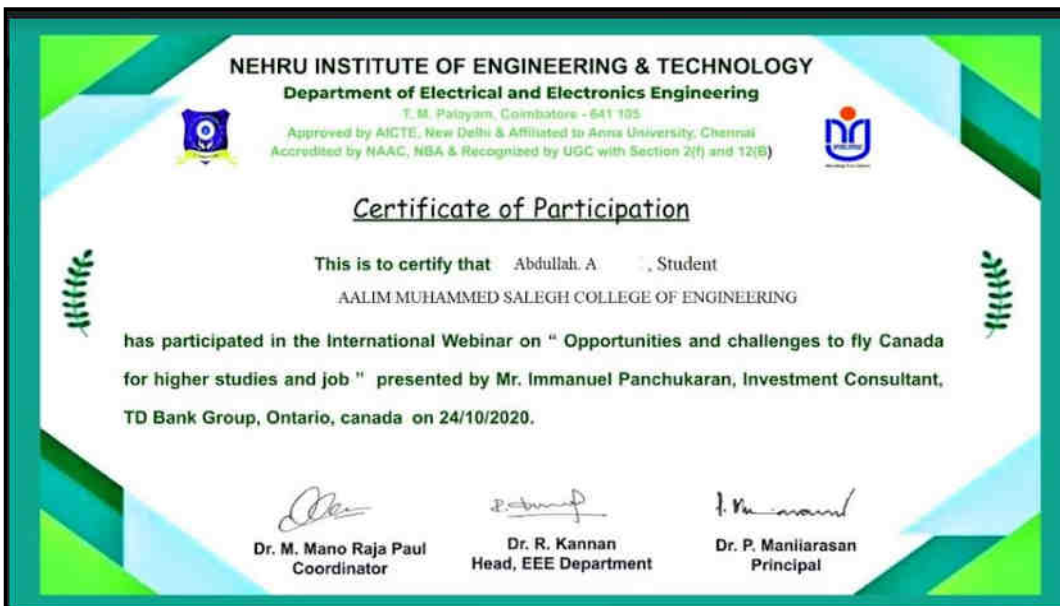 NEHRU INSTITUTE OF ENGINEERING & TECHNOLOGY
Department of Electrical and Electronics Engineering
T. M. Palayam, Coimbatore - 641 105
Approved by AICTE, New Delhi & Affiliated to Anna University, Chennai
Accredited by NAAC, NBA & Recognized by UGC with Section 2(f) and 12(B)
Certificate of Participation
This is to certify that Abdullah. A , Student
AALIM MUHAMMED SALEGH COLLEGE OF ENGINEERING
has participated in the International Webinar on “ Opportunities and challenges to fly Canada
for higher studies and job ” presented by Mr. Immanuel Panchukaran, Investment Consultant,
TD Bank Group, Ontario, canada on 24/10/2020.
Dr. M. Mano Raja Paul
Coordinator
Dr. R. Kannan
Head, EEE Department
Dr. P. Maniiarasan
Principal